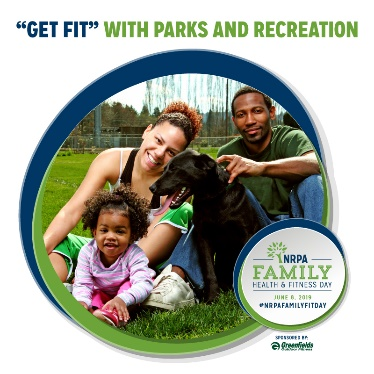 “GET FIT” WITH PARKS AND RECREATION
NRPA
FAMILY
HEALTH & FITNESS DAY
JUNE 8, 2019
#NRPAFAMILYFITDAY
SPONSORED BY:
Greenfields